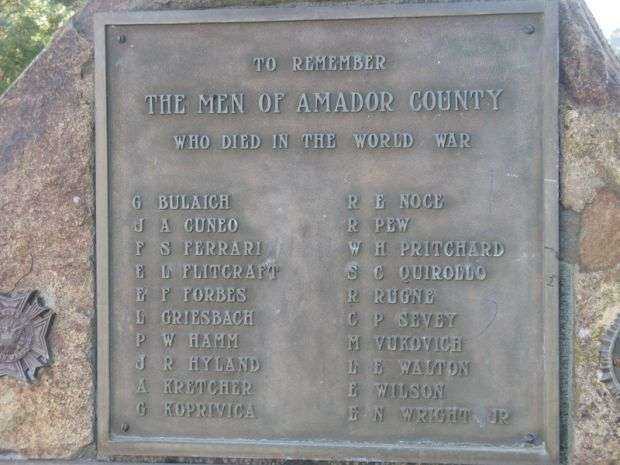 TO REMEMBER
THE MEN OF AMADOR COUNTY
WHO DIED IN THE WORLD WAR
G BULAICH
J A CUNEO
F S FERRARI
E L FLITCRAFT
E F FORBES
L GRIESBACH
P W HAMM
J R HYLAND
A KRETCHER
G KOPRIVICA
R E NOCE
R PEW
W H PRITCHARD
S C QUIROLLO
R RUGNE
C P SEVEY
M VUKOVICH
L E WALTON
E WILSON
E N WRIGHT JR